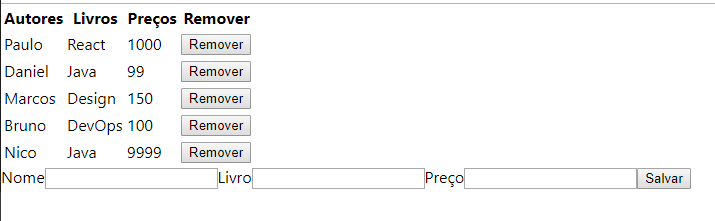 Autores Livros Preços Remover
Paulo React 1000 Remover
Daniel Java 99 Remover
Marcos Design 150 Remover
Bruno DevOps 100 Remover
Nico Java 9999 Remover
Nome Livro Preço Salvar